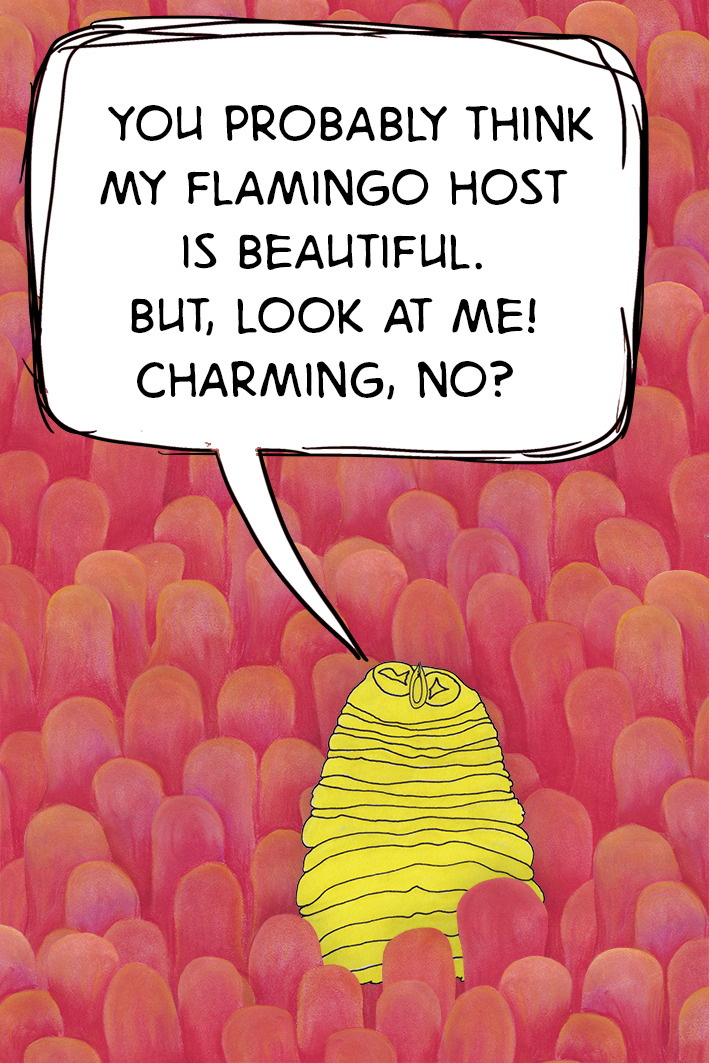 YOU PROBABLY THINK
MY FLAMINGO HOST
IS BEAUTIFUL.
BUT, LOOK AT ME!
CHARMING, NO?